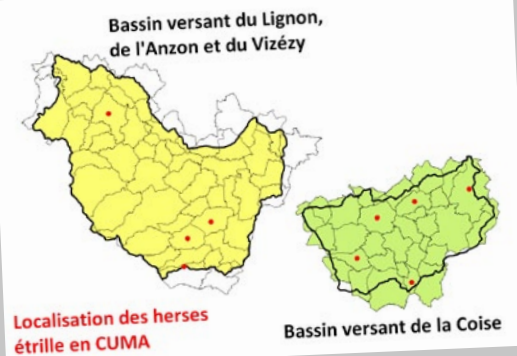 Bassin versant du Lignon,
de l'Anzon et du Vizézy
Localisation des herses
étrille en CUMA
Bassin versant de la Coise